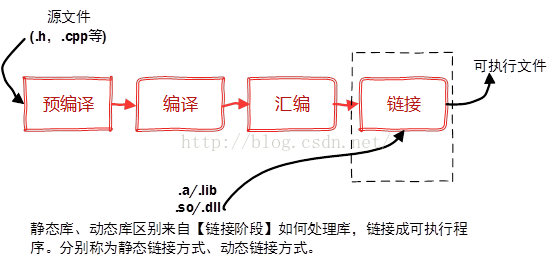 源文件
(.h，.cpp等)
可执行文件
预编译
编译
汇编
链接
http://blog.csdn.net/
.a/.lib
.so/.dll
静态库、动态库区别来自【链接阶段】如何处理库，链接成可执行程
序。分别称为静态链接方式、动态链接方式。